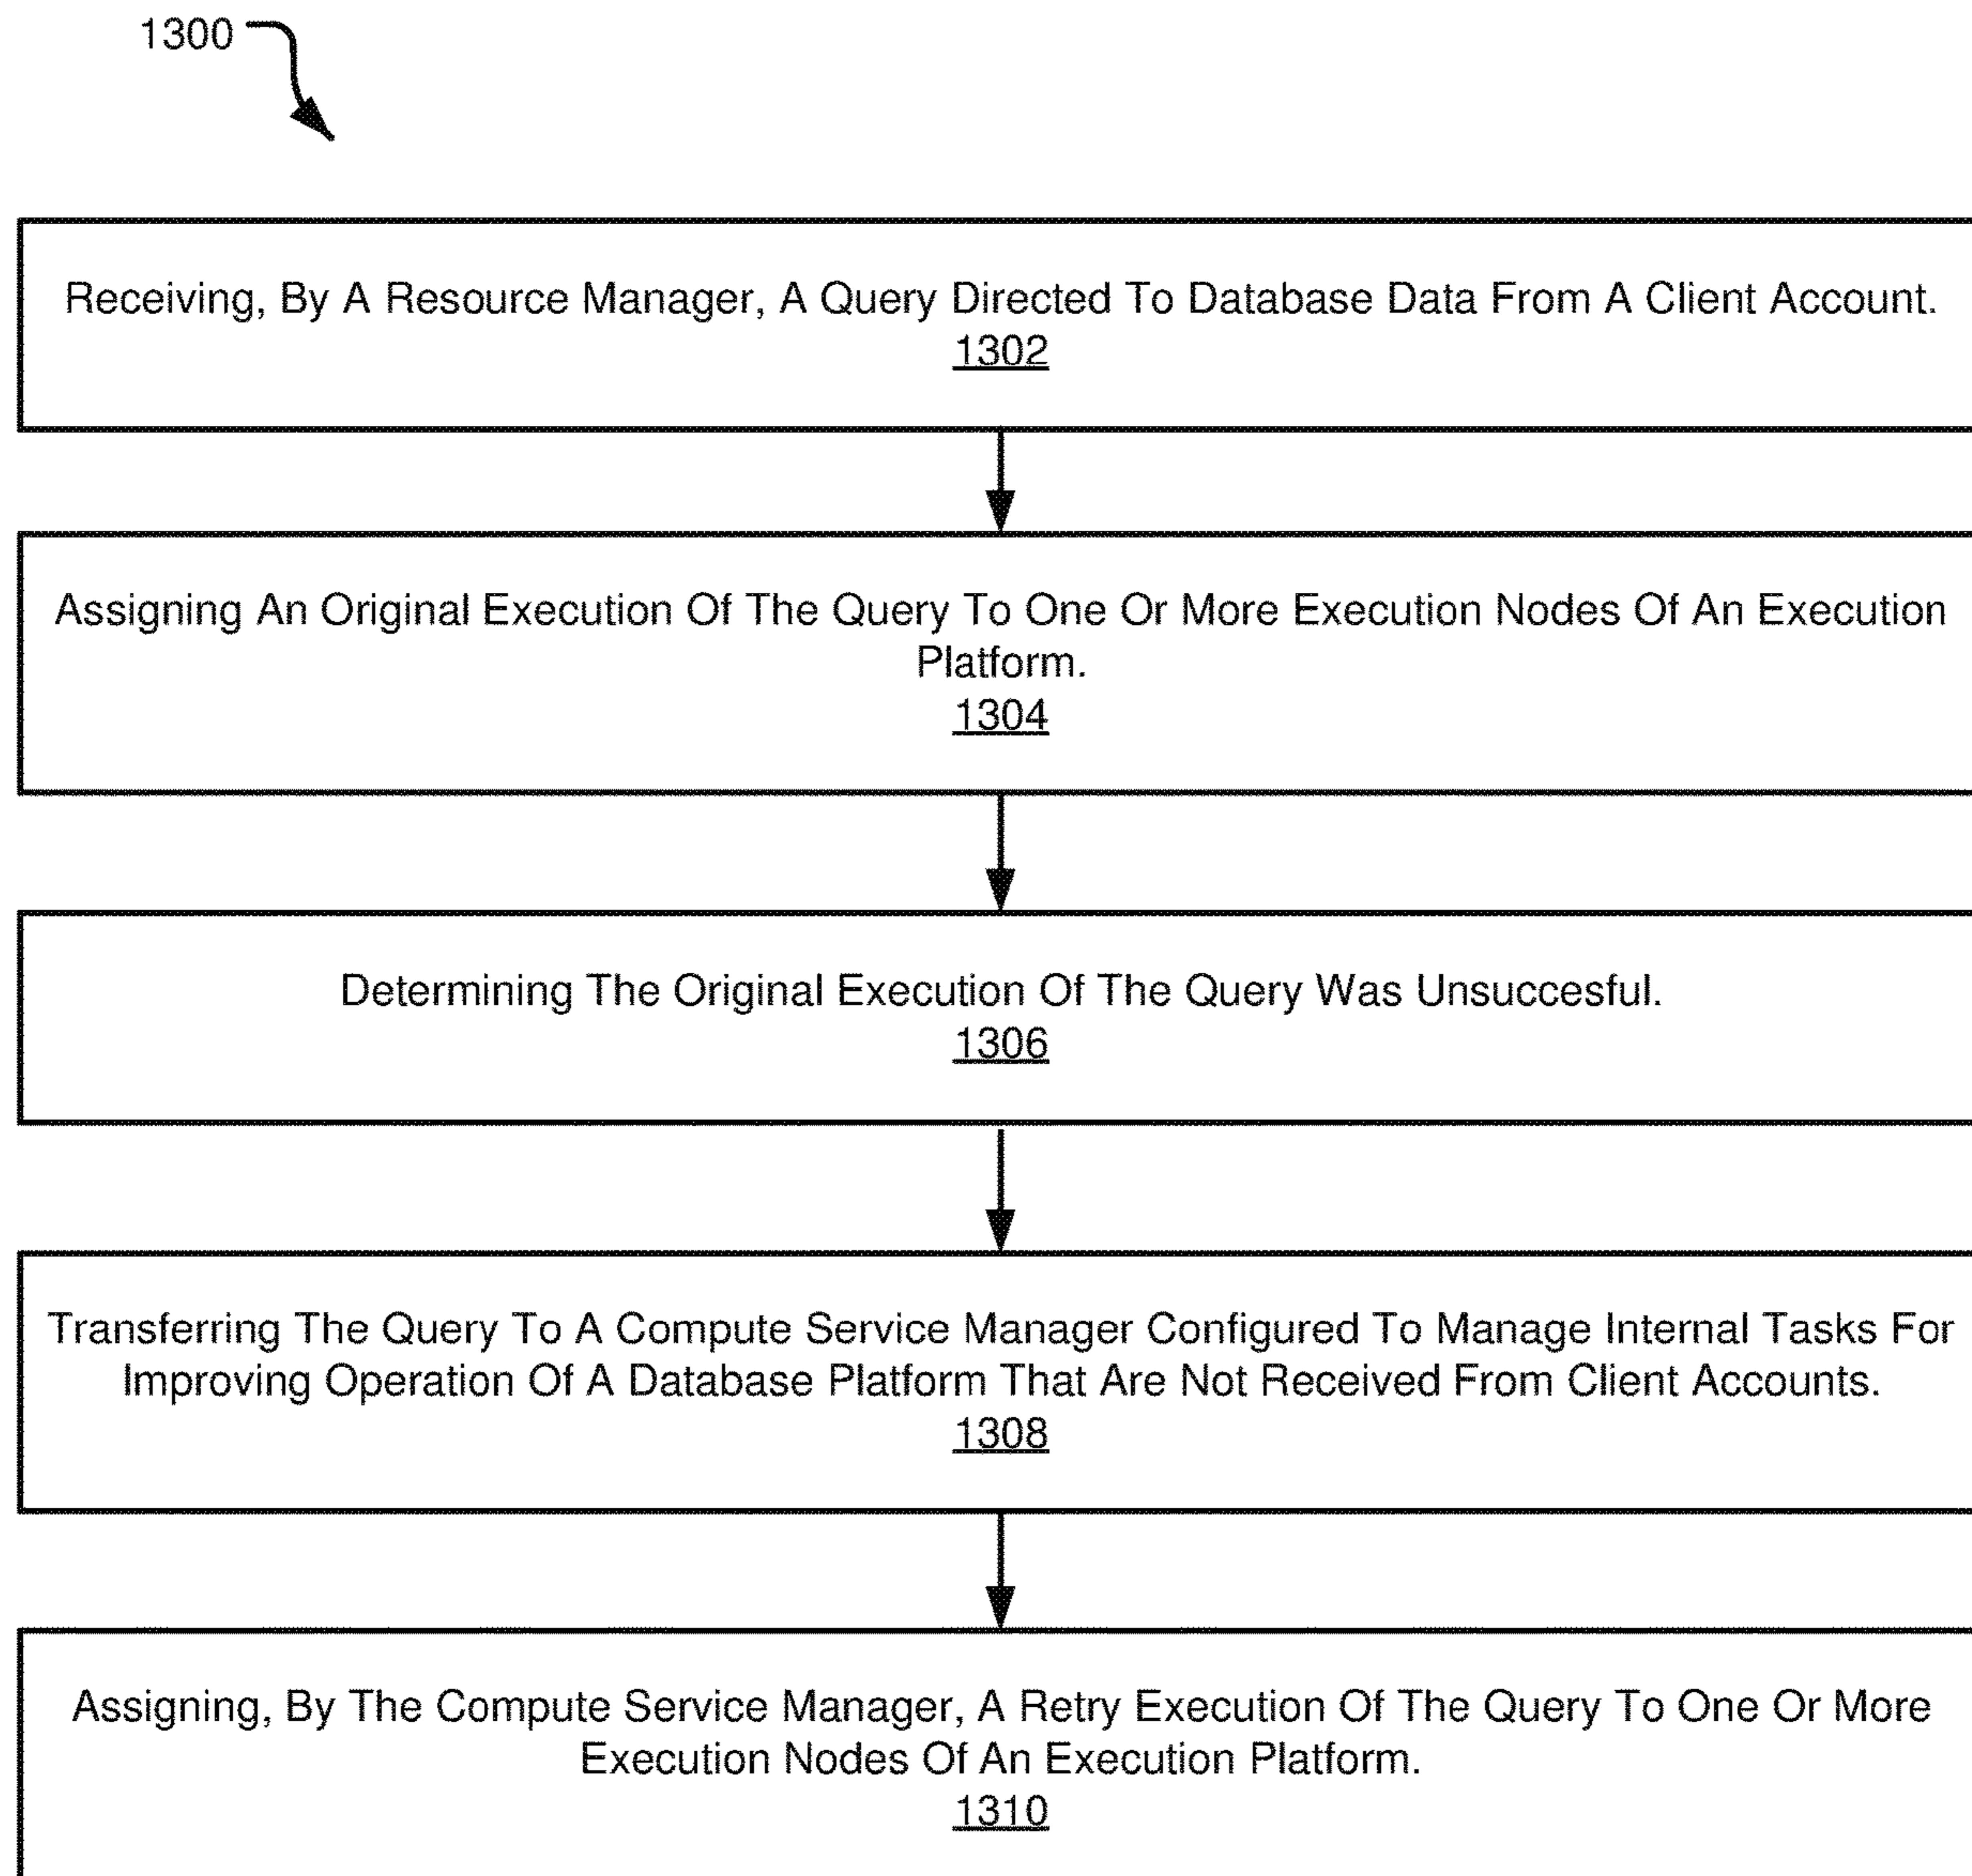 1300
Receiving, By A Resource Manager, A Query Directed To Database Data From A Client Account.
1302
Assigning An Original Execution Of The Query To One Or More Execution Nodes Of An Execution
Platform.
1304
Determining The Original Execution Of The Query Was Unsuccesful.
1306
Transferring The Query To A Compute Service Manager Configured To Manage Internal Tasks For
Improving Operation Of A Database Platform That Are Not Received From Client Accounts.
1308
Assigning, By The Compute Service Manager, A Retry Execution Of The Query To One Or More
Execution Nodes Of An Execution Platform.
1310